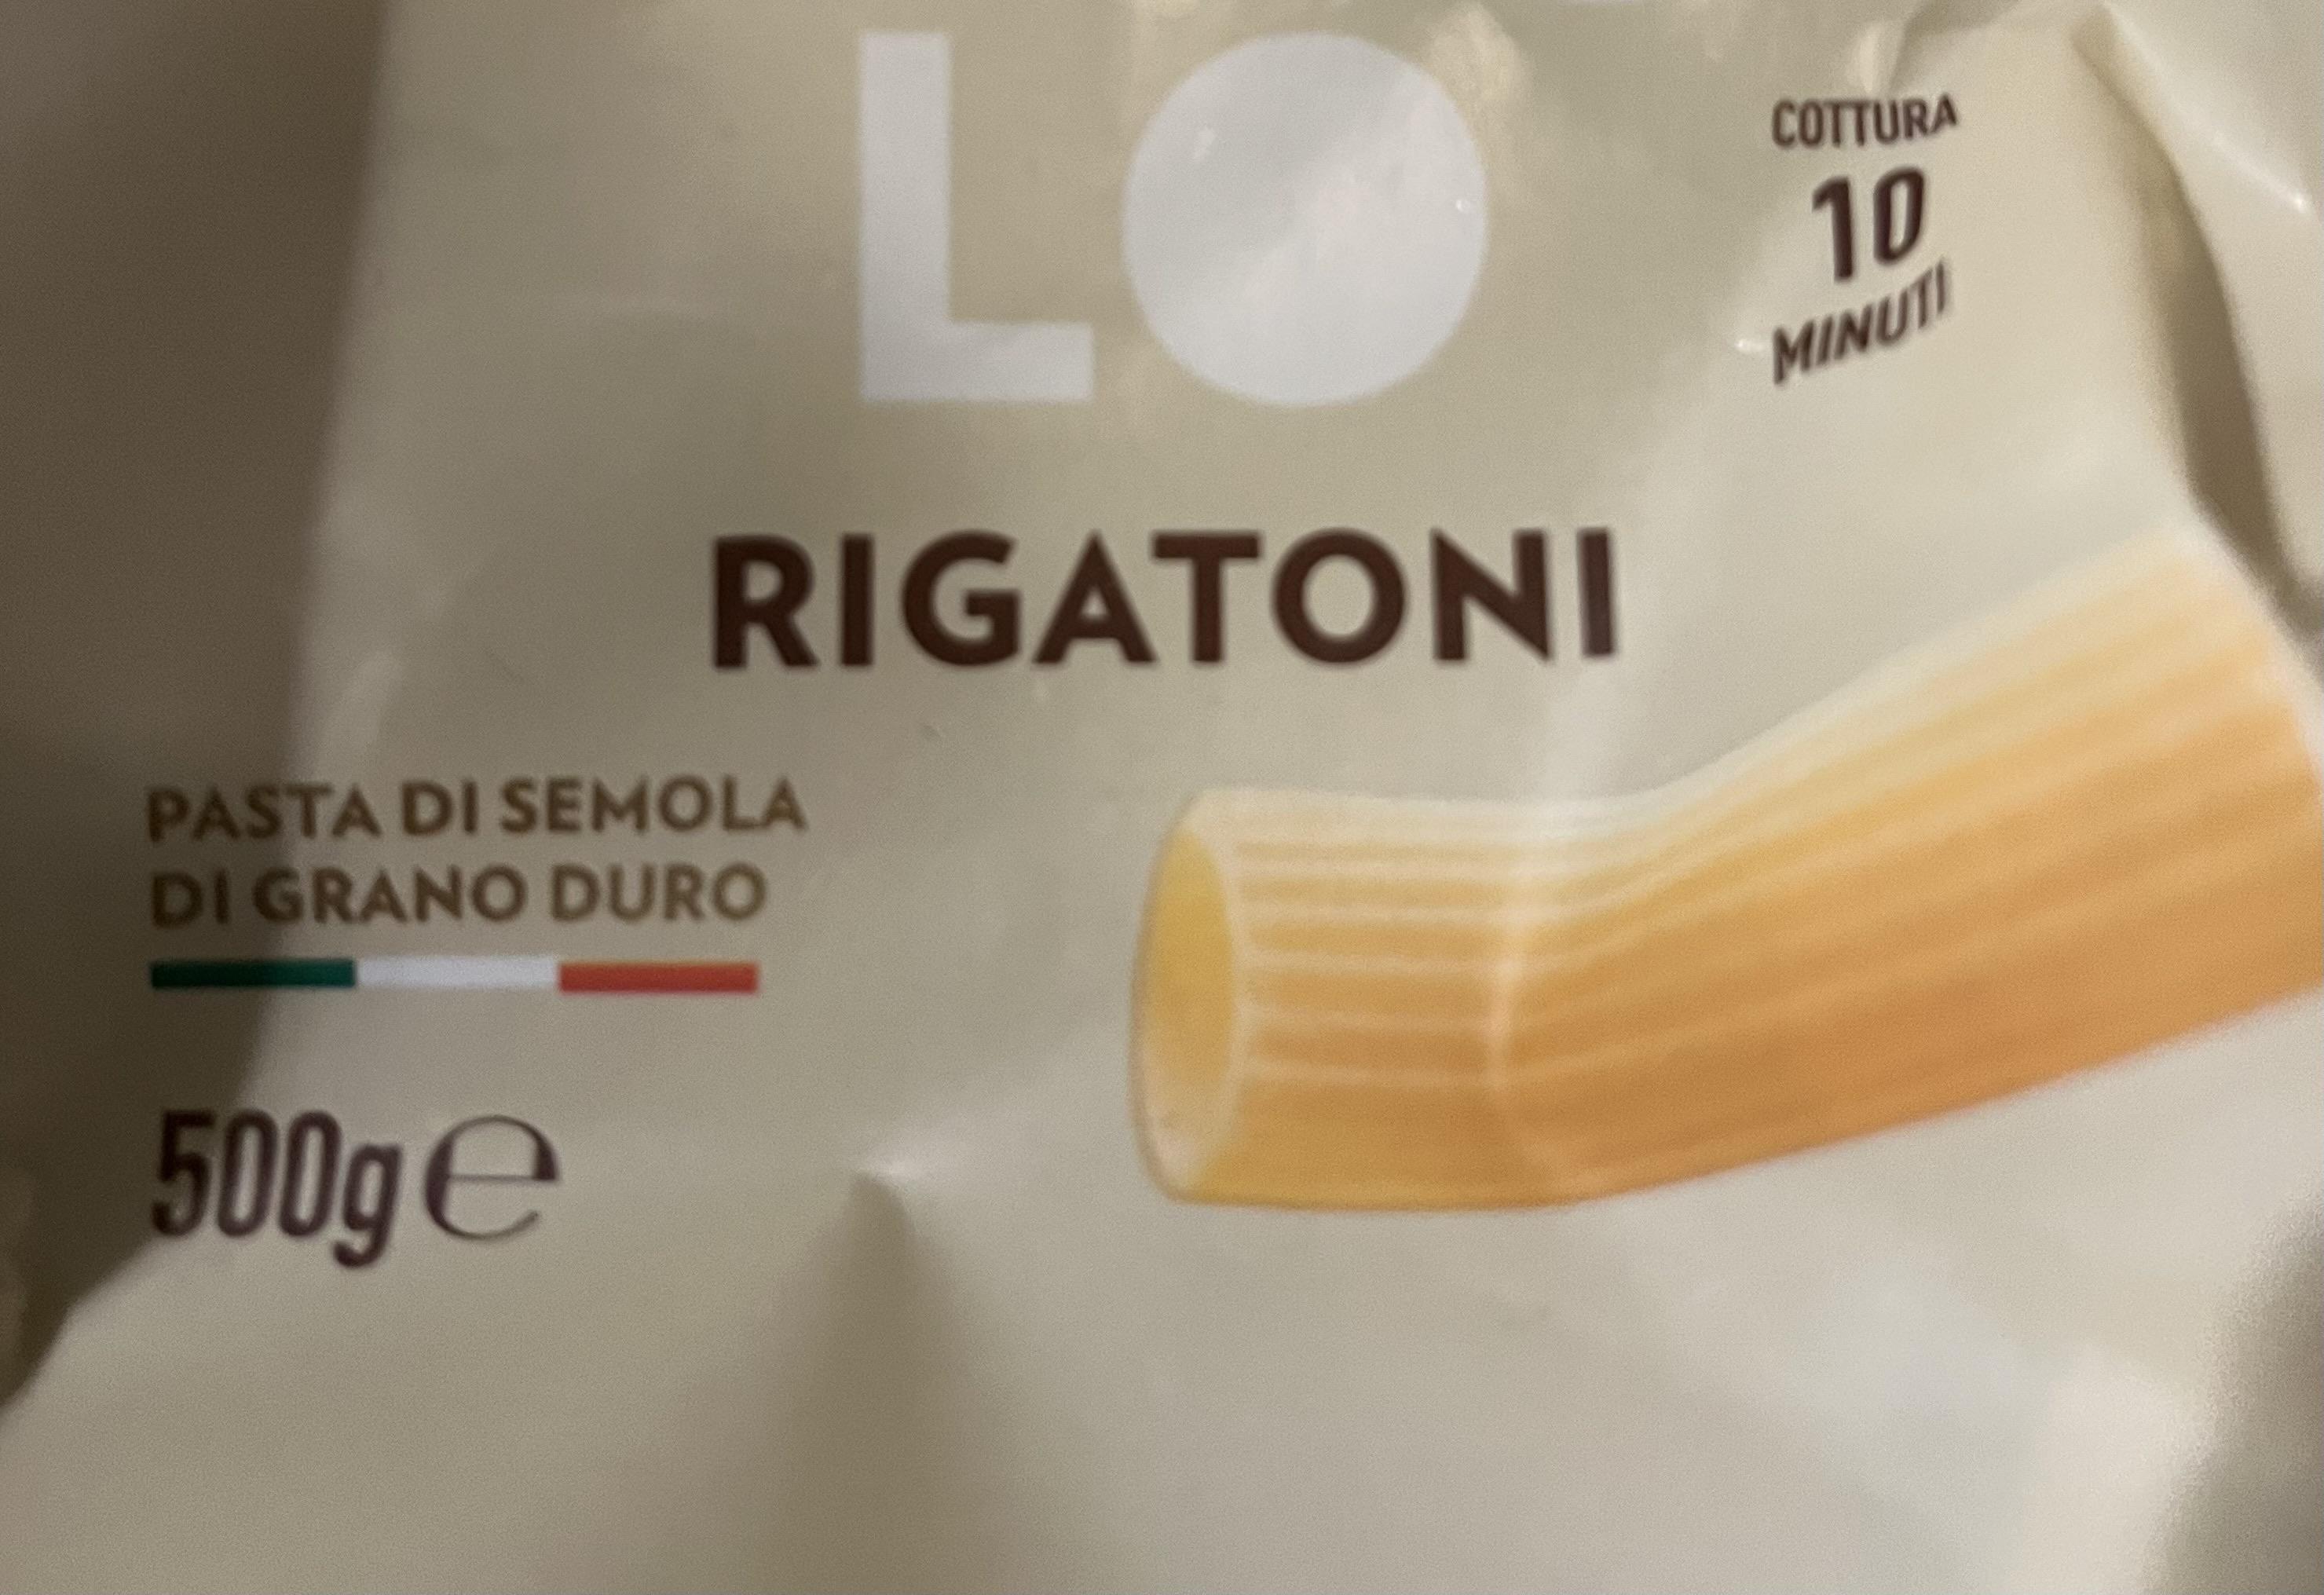 LO
COTTURA
10
MINUTI
RIGATONI
PASTA DI SEMOLA
DI GRANO DURO
500g ℮